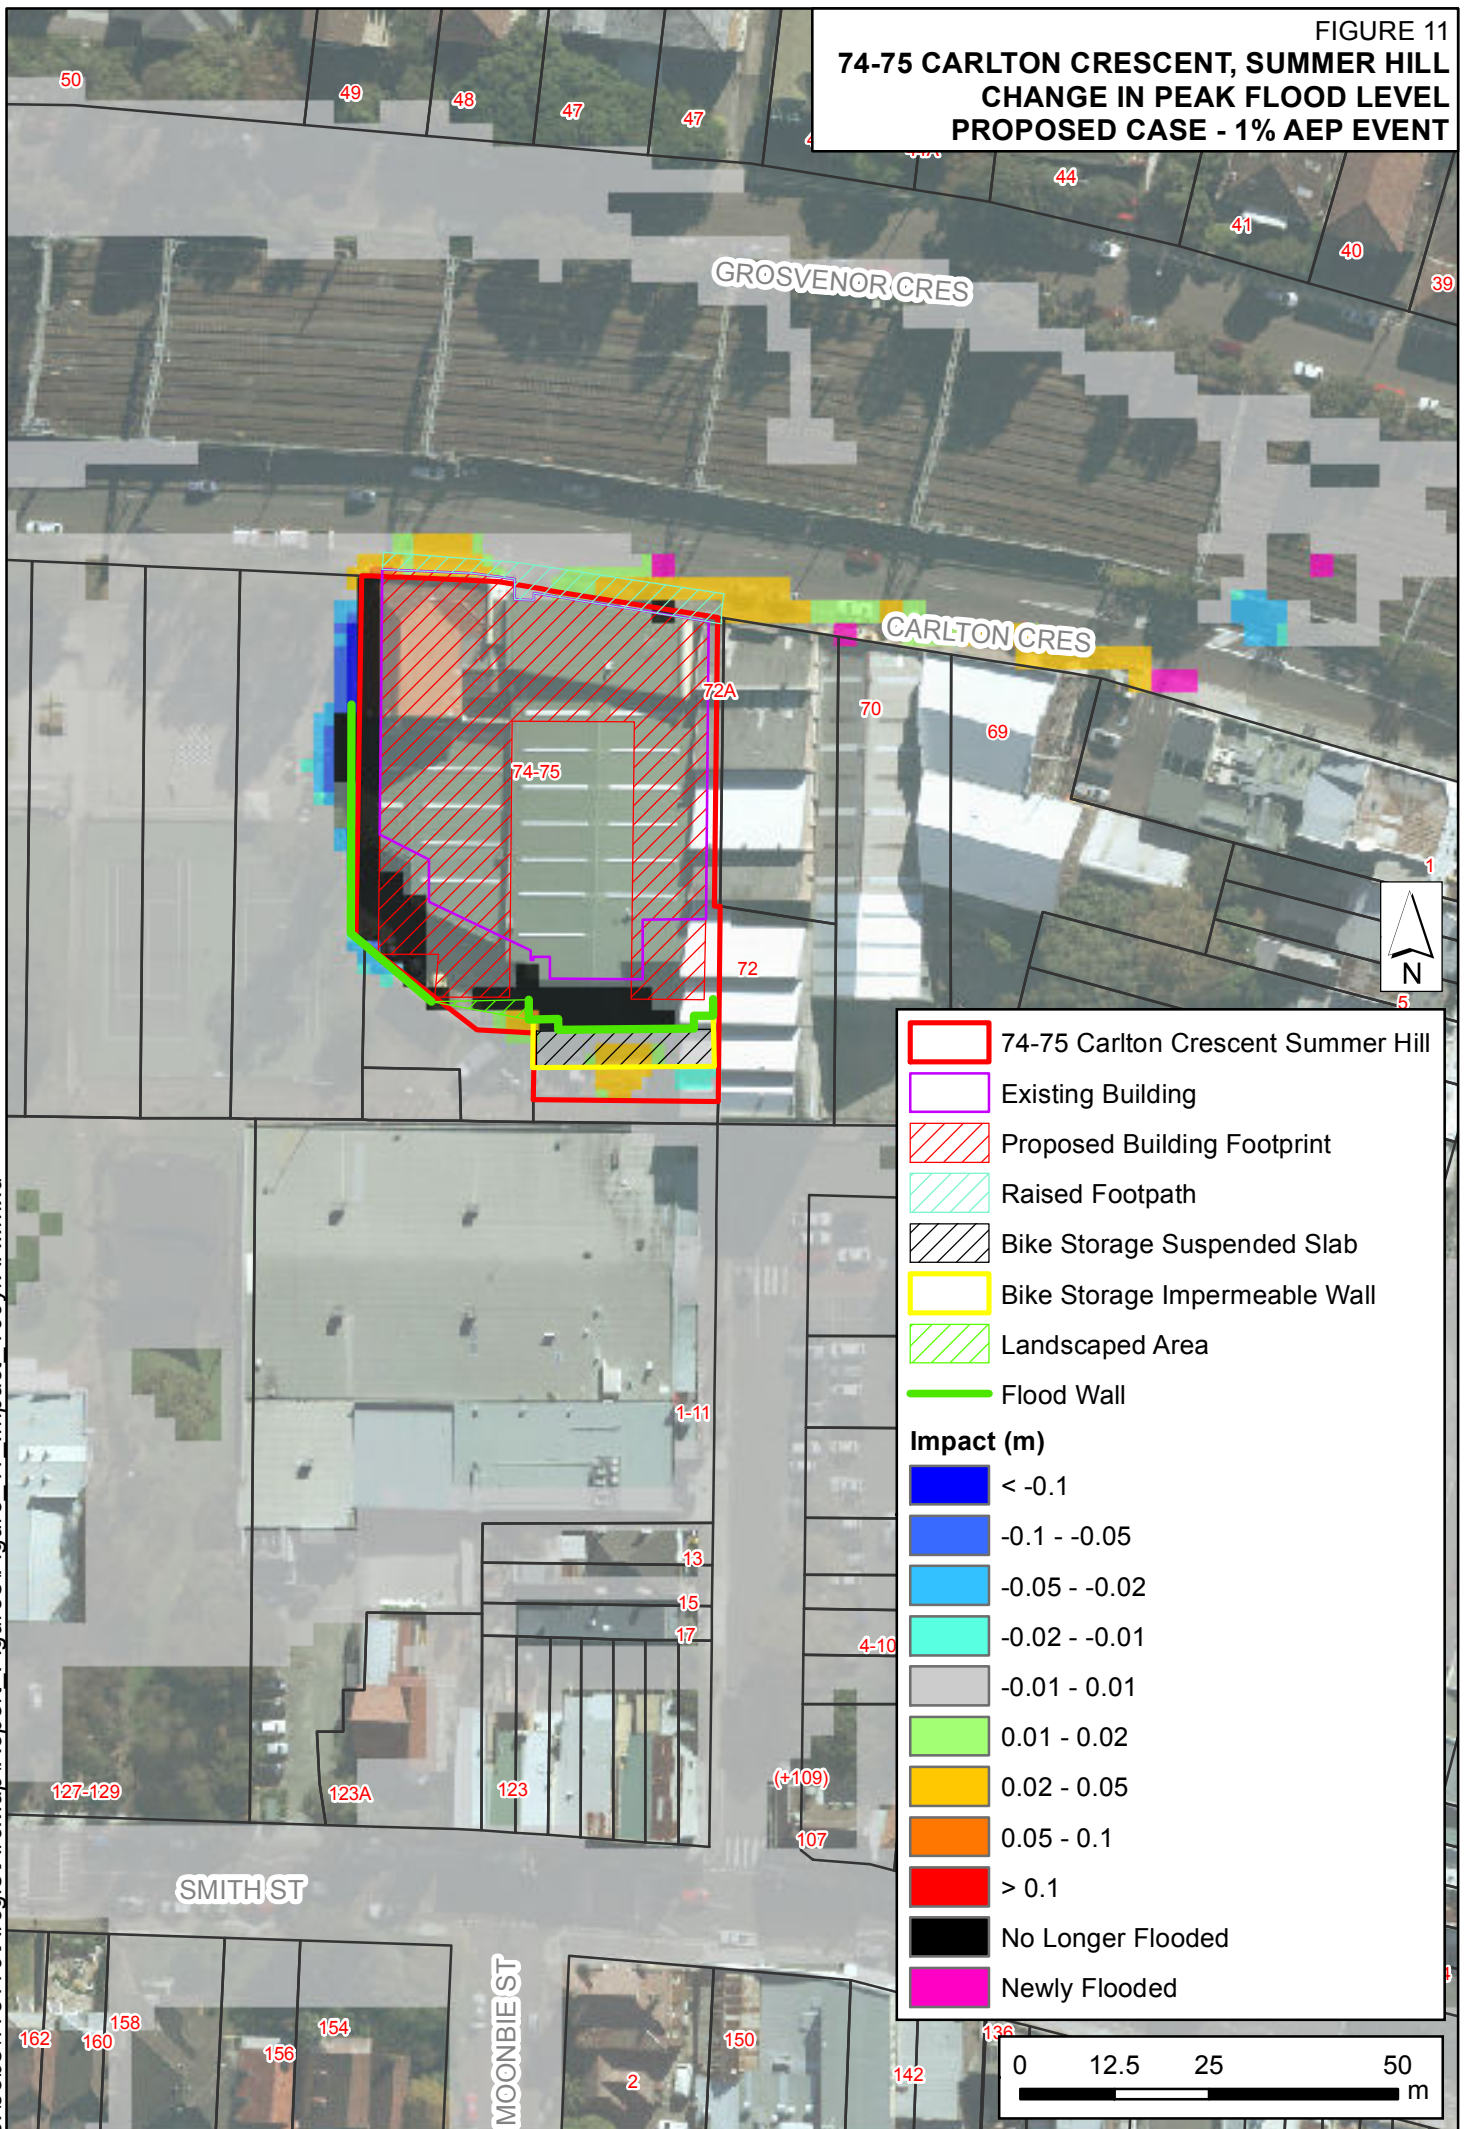 FIGURE 11
74-75 CARLTON CRESCENT, SUMMER HILL
CHANGE IN PEAK FLOOD LEVEL
PROPOSED CASE - 1% AEP EVENT
50
49
48
47
47
44
41
40
39
GROSVENOR CRES
CARLTON CRES
72A
70
69
74-75
72
1
N
5
74-75 Carlton Crescent Summer Hill
Existing Building
Proposed Building Footprint
Raised Footpath
Bike Storage Suspended Slab
Bike Storage Impermeable Wall
Landscaped Area
Flood Wall
Impact (m)
< -0.1
-0.1 - -0.05
-0.05 - -0.02
-0.02 - -0.01
-0.01 - 0.01
0.01 - 0.02
0.02 - 0.05
0.05 - 0.1
> 0.1
No Longer Flooded
Newly Flooded
1-11
13
15
17
4-10
127-129
123A
123
(+109)
107
SMITH ST
MOONBIE ST
162
160
158
156
154
2
150
142
136
0 12.5 25 50
m